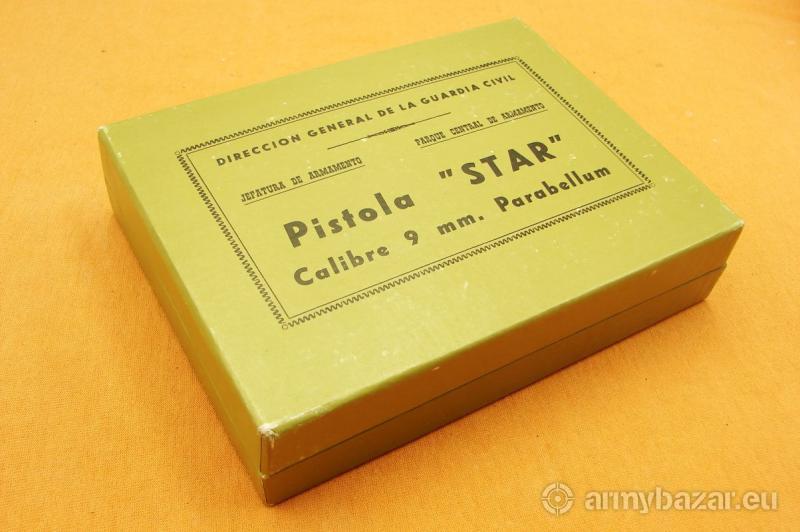 DIRECCION GENERAL DE LA GUARDIA CIVIL
JEFATURA DE ARMAMENTO PARQUE CENTRAL DE ARMAMENTO
Pistola "STAR"
Calibre 9 mm. Parabellum
armybazar.eu